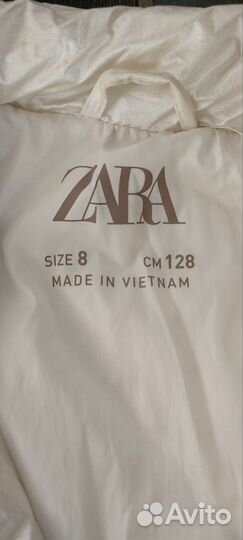 ZARA
SIZE 8 CM 128
MADE IN VIETNAM
Avito